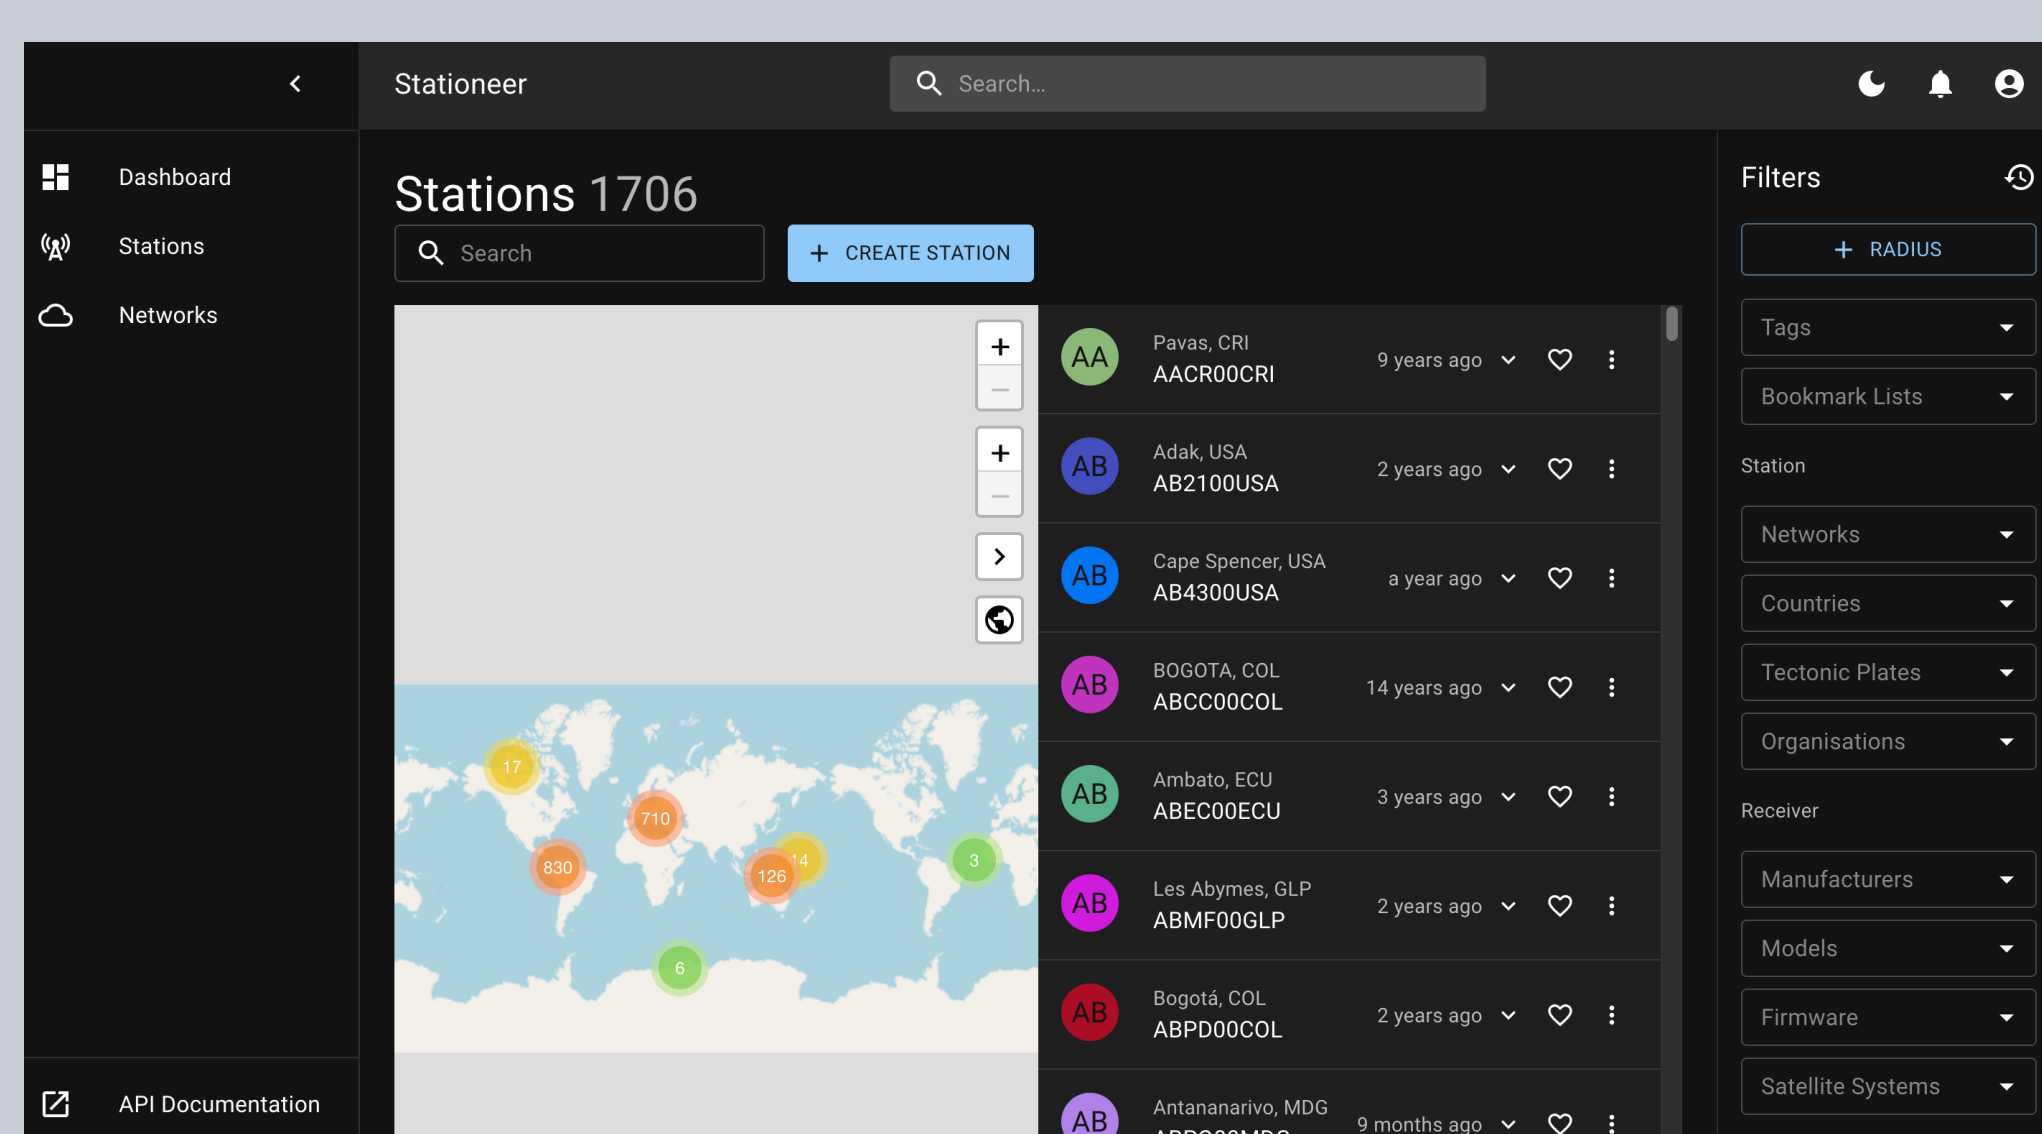 Stationeer
Search...
Dashboard
Stations
Networks
API Documentation
Stations 1706
Search
+ CREATE STATION
+
−
+
−
17
710
830
14
126
3
6
AA
Pavas, CRI
AACR00CRI
9 years ago
AB
Adak, USA
AB2100USA
2 years ago
AB
Cape Spencer, USA
AB4300USA
a year ago
AB
BOGOTA, COL
ABCC00COL
14 years ago
AB
Ambato, ECU
ABEC00ECU
3 years ago
AB
Les Abymes, GLP
ABMF00GLP
2 years ago
AB
Bogotá, COL
ABPD00COL
2 years ago
AB
Antananarivo, MDG
9 months ago
Filters
+ RADIUS
Tags
Bookmark Lists
Station
Networks
Countries
Tectonic Plates
Organisations
Receiver
Manufacturers
Models
Firmware
Satellite Systems